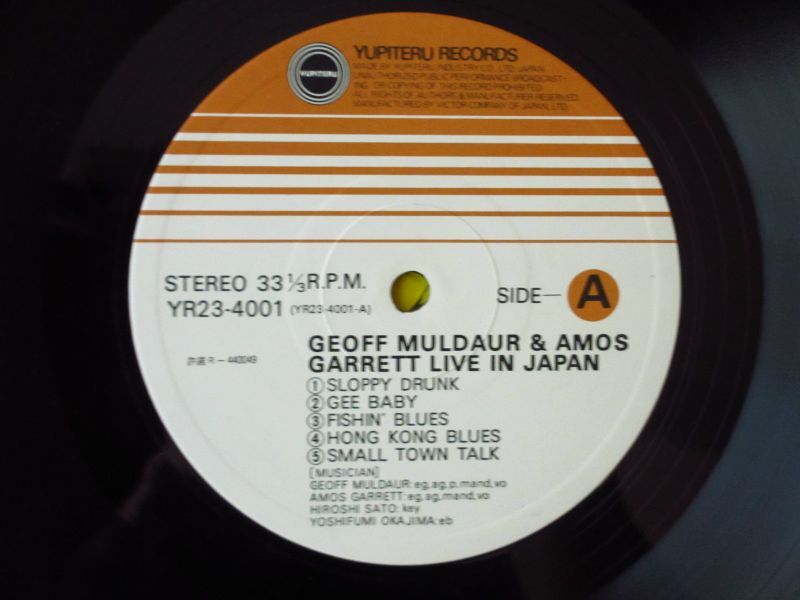 YUPITERU
YUPITERU RECORDS
MADE BY YUPITERU INDUSTRY CO., LTD. JAPAN
UNAUTHORIZED PUBLIC PERFORMANCE BROADCAST-
ING OR COPYING OF THIS RECORD PROHIBITED
ALL RIGHTS OF AUTHORS & MANUFACTURER RESERVED
MANUFACTURED BY VICTOR COMPANY OF JAPAN, LTD.
STEREO 33⅓R.P.M.
YR23-4001 (YR23-4001-A)
SIDE—A
R-440049
GEOFF MULDAUR & AMOS
GARRETT LIVE IN JAPAN
①SLOPPY DRUNK
②GEE BABY
③FISHIN' BLUES
④HONG KONG BLUES
⑤SMALL TOWN TALK
[MUSICIAN]
GEOFF MULDAUR:eg,ag,p,mand,vo
AMOS GARRETT:eg,ag,mand,vo
HIROSHI SATO:key
YOSHIFUMI OKAJIMA:eb